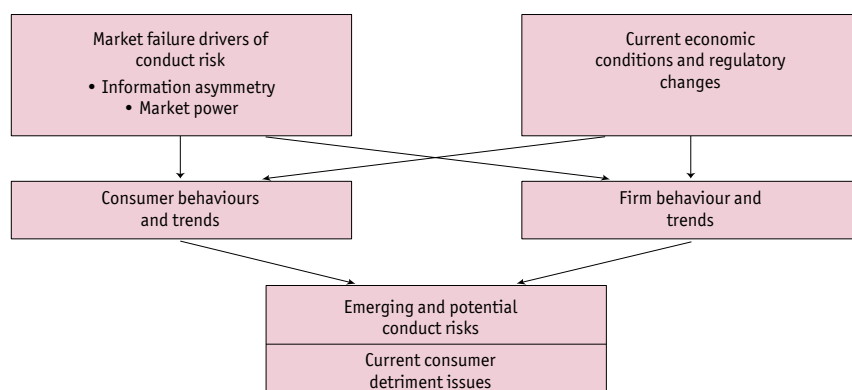 Market failure drivers of
conduct risk
• Information asymmetry
• Market power
Current economic
conditions and regulatory
changes
Consumer behaviours
and trends
Firm behaviour and
trends
Emerging and potential
conduct risks
Current consumer
detriment issues